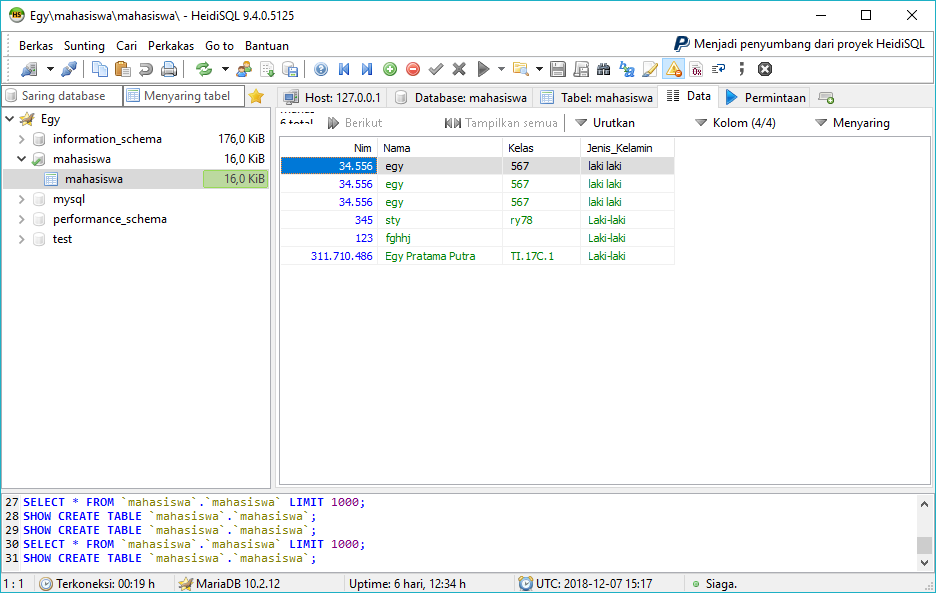 Egy\mahasiswa\mahasiswa\ - HeidiSQL 9.4.0.5125
Berkas Sunting Cari Perkakas Go to Bantuan
Menjadi penyumbang dari proyek HeidiSQL
Saring database Menyaring tabel
Host: 127.0.0.1 Database: mahasiswa Tabel: mahasiswa Data Permintaan
6 total Berikut Tampilkan semua Urutkan Kolom (4/4) Menyaring
Egy
information_schema 176,0 KiB
mahasiswa 16,0 KiB
mahasiswa 16,0 KiB
mysql
performance_schema
test
Nim Nama Kelas Jenis_Kelamin
34.556 egy 567 laki laki
34.556 egy 567 laki laki
34.556 egy 567 laki laki
345 sty ry78 Laki-laki
123 fghhj Laki-laki
311.710.486 Egy Pratama Putra TI.17C.1 Laki-laki
27 SELECT * FROM `mahasiswa`.`mahasiswa` LIMIT 1000;
28 SHOW CREATE TABLE `mahasiswa`.`mahasiswa`;
29 SHOW CREATE TABLE `mahasiswa`.`mahasiswa`;
30 SELECT * FROM `mahasiswa`.`mahasiswa` LIMIT 1000;
31 SHOW CREATE TABLE `mahasiswa`.`mahasiswa`;
1 : 1 Terkoneksi: 00:19 h MariaDB 10.2.12 Uptime: 6 hari, 12:34 h UTC: 2018-12-07 15:17 Siaga.